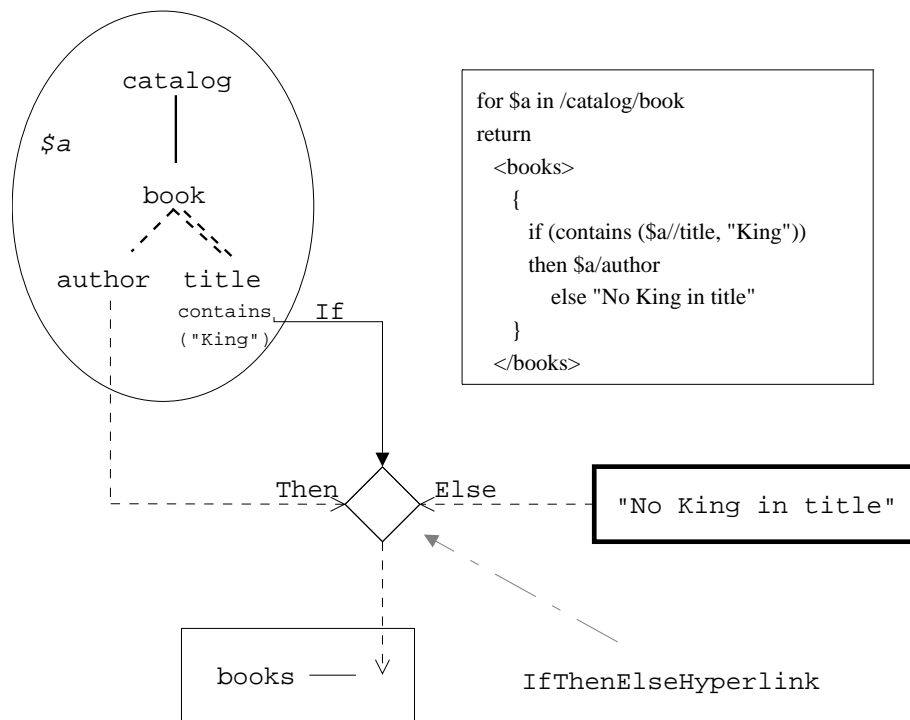 catalog
$a
book
author title
contains
("King")
If
for $a in /catalog/book
return
<books>
{
if (contains ($a//title, "King"))
then $a/author
else "No King in title"
}
</books>
Then
Else
"No King in title"
books
IfThenElseHyperlink